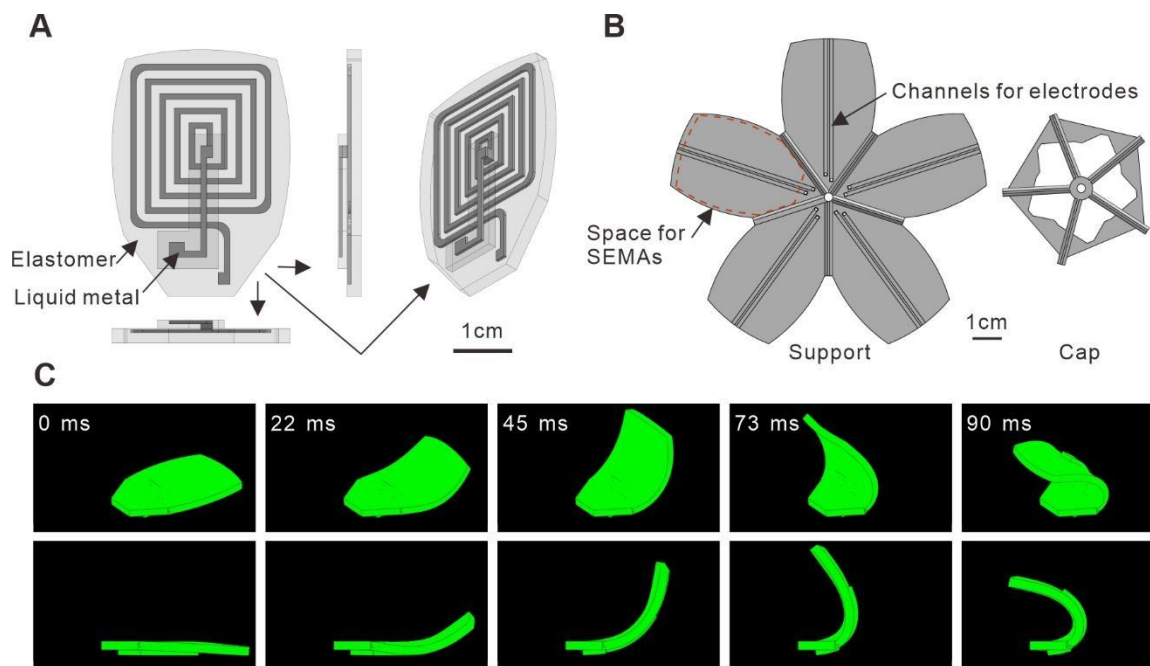 A
Elastomer
Liquid metal
1cm
B
Channels for electrodes
Space for
SEMAs
1cm
Support
Cap
C
0 ms
22 ms
45 ms
73 ms
90 ms